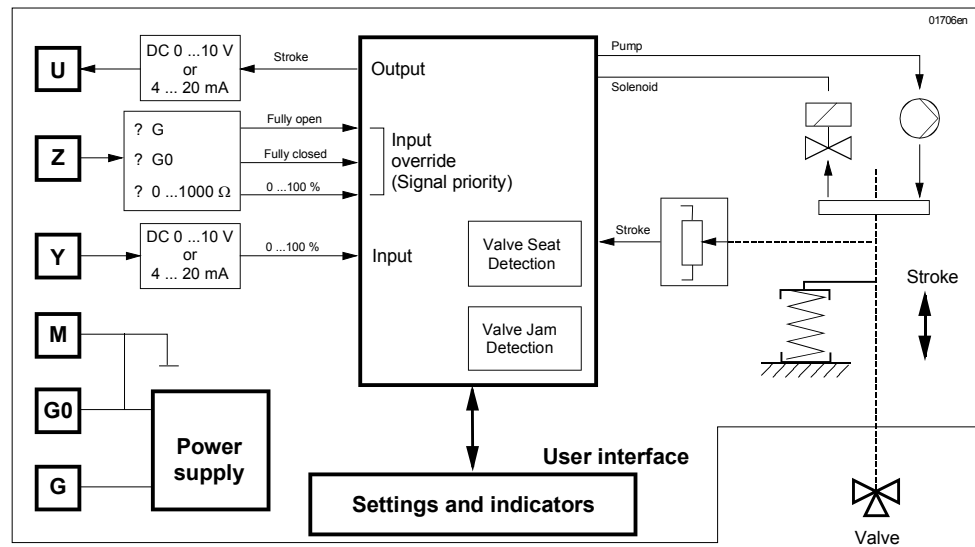 01706en
U
DC 0 ...10 V
or
4 ... 20 mA
Stroke
Output
Pump
Solenoid
Z
? G
? G0
? 0 ...1000 Ω
Fully open
Fully closed
0 ...100 %
Input
override
(Signal priority)
Y
DC 0 ...10 V
or
4 ... 20 mA
0 ...100 %
Input
Valve Seat
Detection
Valve Jam
Detection
Stroke
Stroke
M
G0
G
Power
supply
User interface
Settings and indicators
Valve